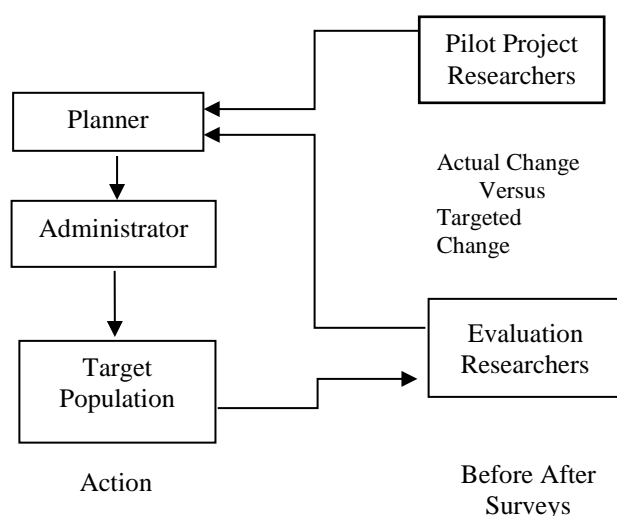 Pilot Project
Researchers
Planner
Actual Change
Versus
Targeted
Change
Administrator
Evaluation
Researchers
Target
Population
Action
Before After
Surveys